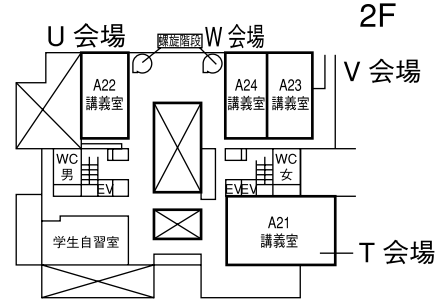 2F
U 会場
螺旋階段
W 会場
V 会場
A22
講義室
A24
講義室
A23
講義室
WC
男
EV
EV
EV
WC
女
学生自習室
A21
講義室
T 会場